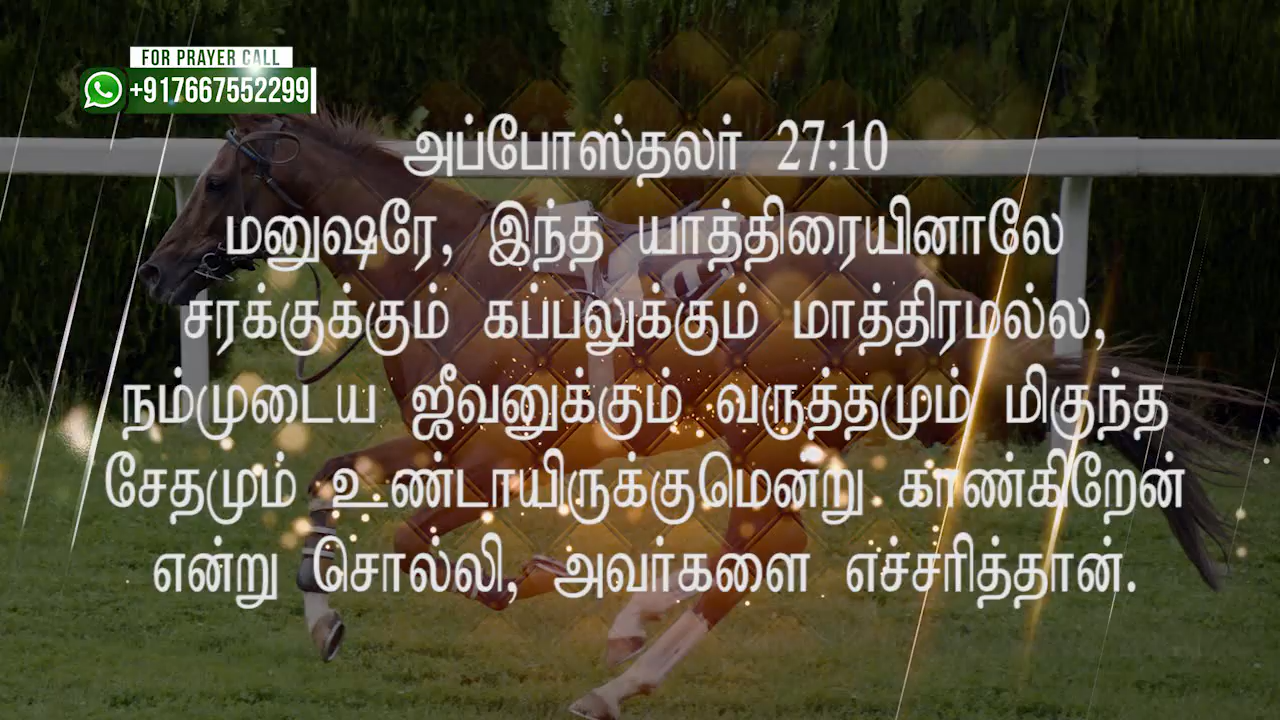 FOR PRAYER CALL
+917667552299
அப்போஸ்தலர் 27:10
மனுஷரே, இந்த யாத்திரையினாலே
சரக்குக்கும் கப்பலுக்கும் மாத்திரமல்ல,
நம்முடைய ஜீவனுக்கும் வருத்தமும் மிகுந்த
சேதமும் உண்டாயிருக்குமென்று காண்கிறேன்
என்று சொல்லி, அவர்களை எச்சரித்தான்.